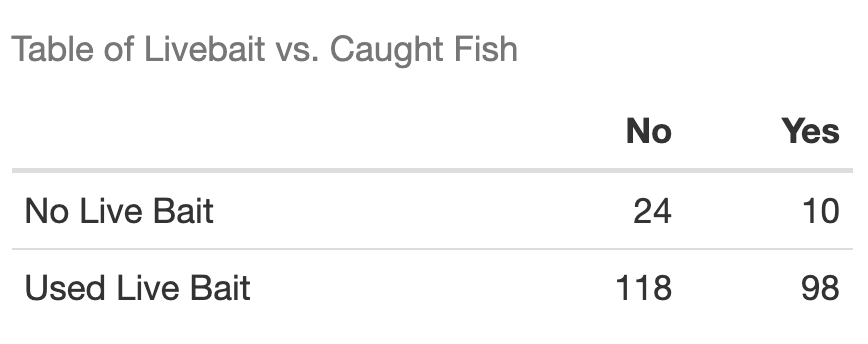 Table of Livebait vs. Caught Fish
No Yes
No Live Bait 24 10
Used Live Bait 118 98